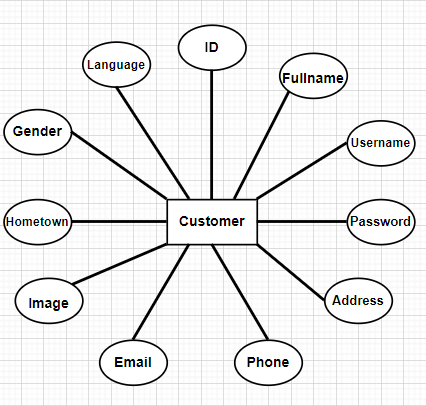 ID
Language
Fullname
Gender
Username
Hometown
Customer
Password
Image
Address
Email
Phone